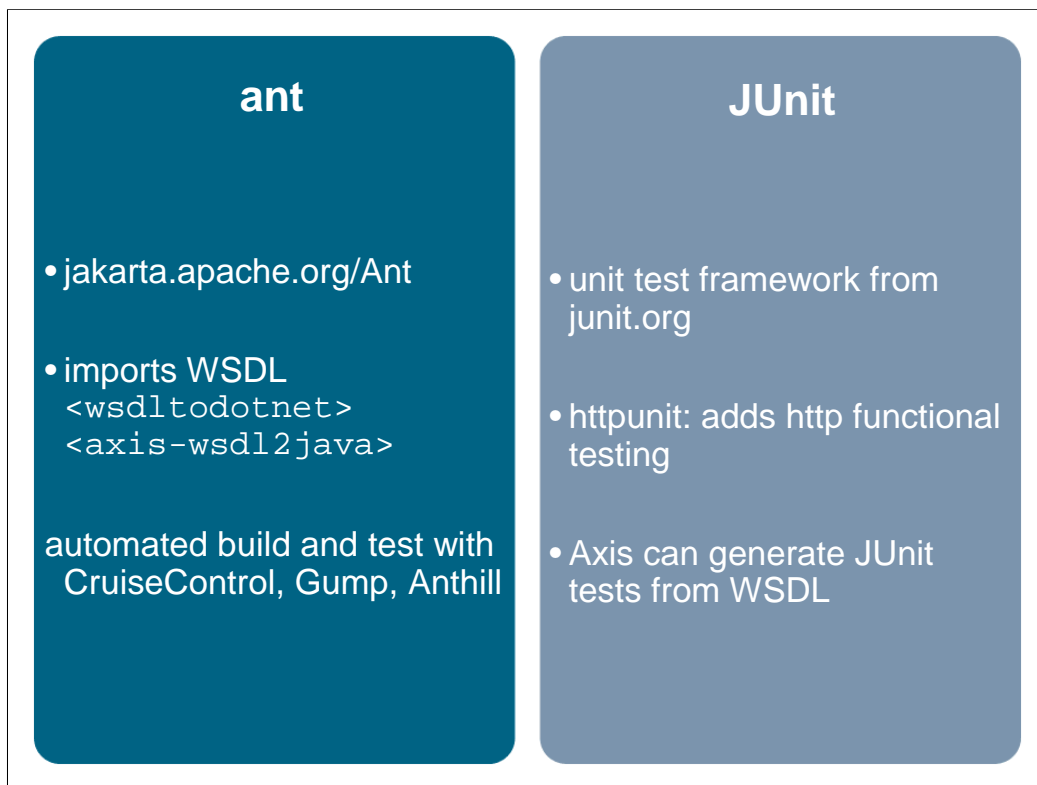 ant
• jakarta.apache.org/Ant
• imports WSDL
<wsdltodotnet>
<axis-wsdl2java>
automated build and test with
CruiseControl, Gump, Anthill
JUnit
• unit test framework from
junit.org
• httpunit: adds http functional
testing
• Axis can generate JUnit
tests from WSDL